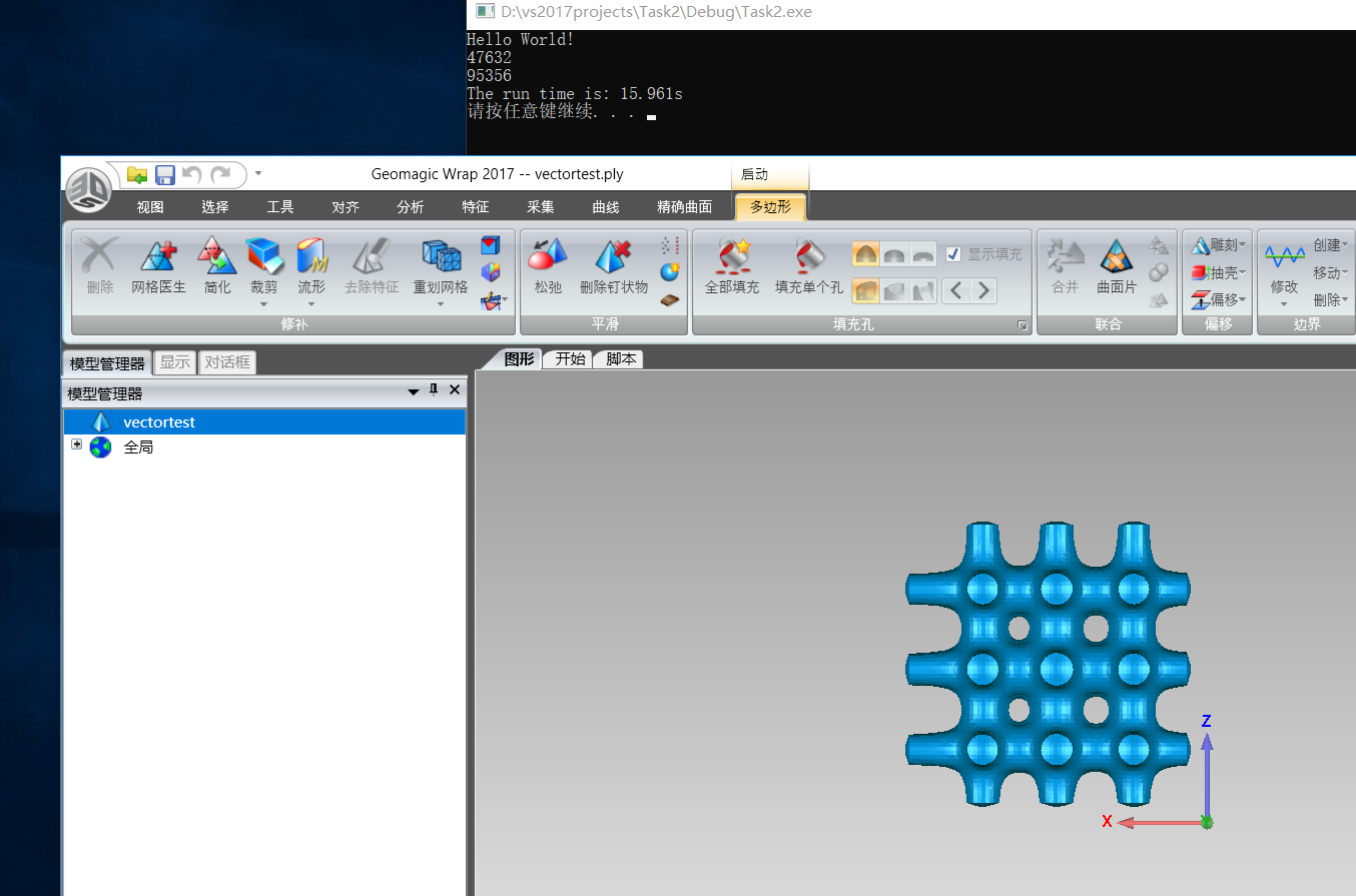 D:\vs2017projects\Task2\Debug\Task2.exe
Hello World!
47632
95356
The run time is: 15.961s
请按任意键继续. . .
Geomagic Wrap 2017 -- vectortest.ply
启动
视图 选择 工具 对齐 分析 特征 采集 曲线 精确曲面 多边形
删除 网格医生 简化 裁剪 流形 去除特征 重划网格
修补
松弛 删除钉状物
平滑
全部填充 填充单个孔 显示填充
填充孔
合并 曲面片
联合
雕刻
抽壳
偏移
偏移
修改 创建
移动
删除
边界
模型管理器 显示 对话框
模型管理器
vectortest
全局
图形 开始 脚本
Z
X